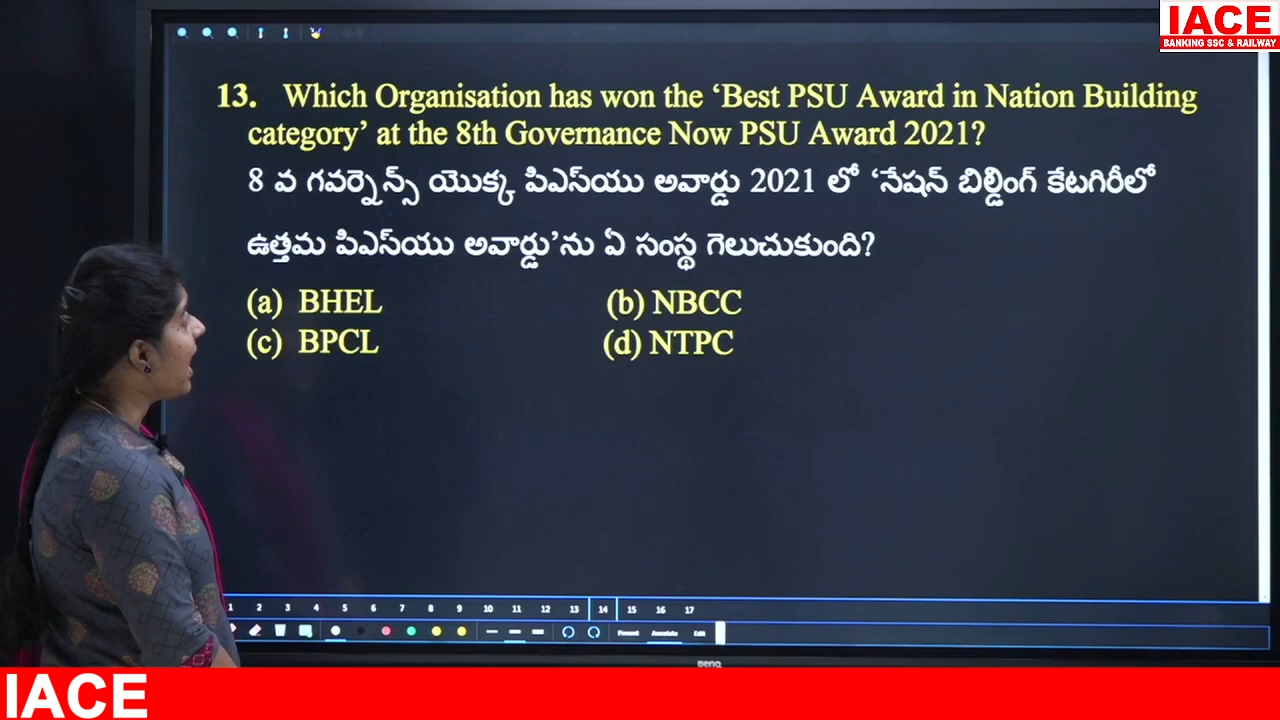 IACE
BANKING SSC & RAILWAY
13. Which Organisation has won the ‘Best PSU Award in Nation Building
category’ at the 8th Governance Now PSU Award 2021?
8 వ గవర్నెన్స్ యొక్క పిఎస్‌యు అవార్డు 2021 లో ‘నేషన్ బిల్డింగ్ కేటగిరీలో
ఉత్తమ పిఎస్‌యు అవార్డు’ను ఏ సంస్థ గెలుచుకుంది?
(a) BHEL (b) NBCC
(c) BPCL (d) NTPC
1 2 3 4 5 6 7 8 9 10 11 12 13 14 15 16 17
Present Annotate Edit
BenQ
IACE